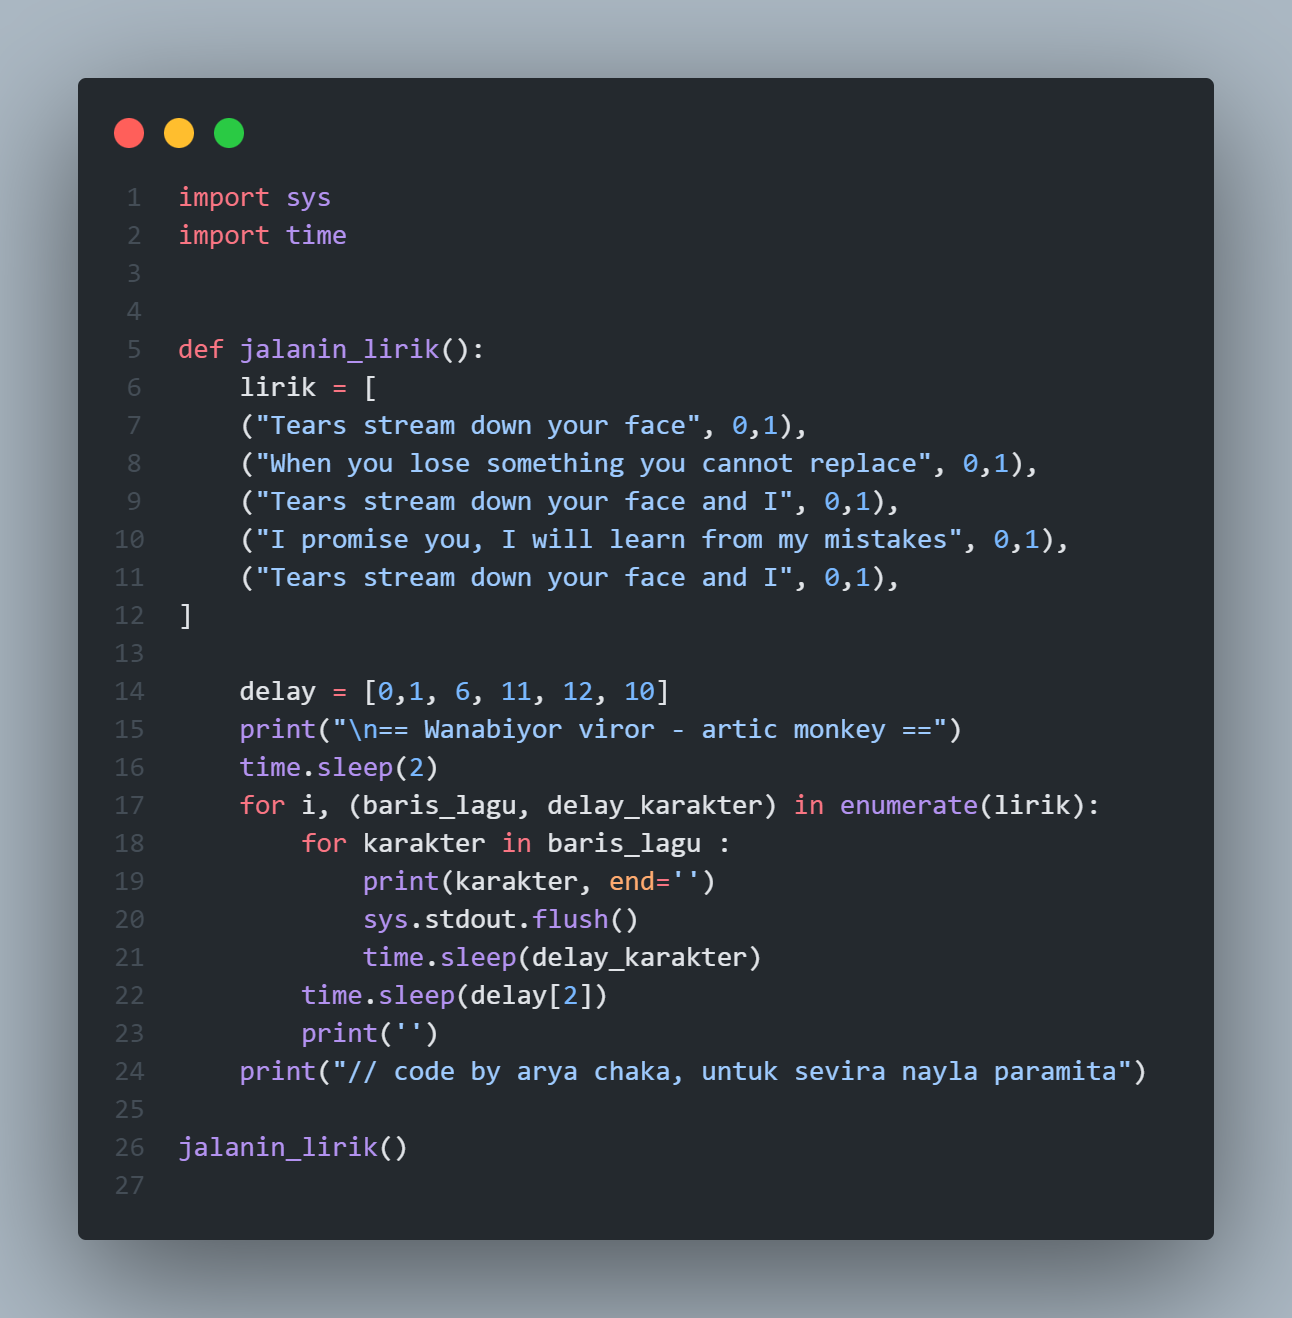 1 import sys
2 import time
3
4
5 def jalanin_lirik():
6     lirik = [
7     ("Tears stream down your face", 0,1),
8     ("When you lose something you cannot replace", 0,1),
9     ("Tears stream down your face and I", 0,1),
10     ("I promise you, I will learn from my mistakes", 0,1),
11     ("Tears stream down your face and I", 0,1),
12 ]
13
14     delay = [0,1, 6, 11, 12, 10]
15     print("\n== Wanabiyor viror - artic monkey ==")
16     time.sleep(2)
17     for i, (baris_lagu, delay_karakter) in enumerate(lirik):
18         for karakter in baris_lagu :
19             print(karakter, end='')
20             sys.stdout.flush()
21             time.sleep(delay_karakter)
22         time.sleep(delay[2])
23         print('')
24     print("// code by arya chaka, untuk sevira nayla paramita")
25
26 jalanin_lirik()
27